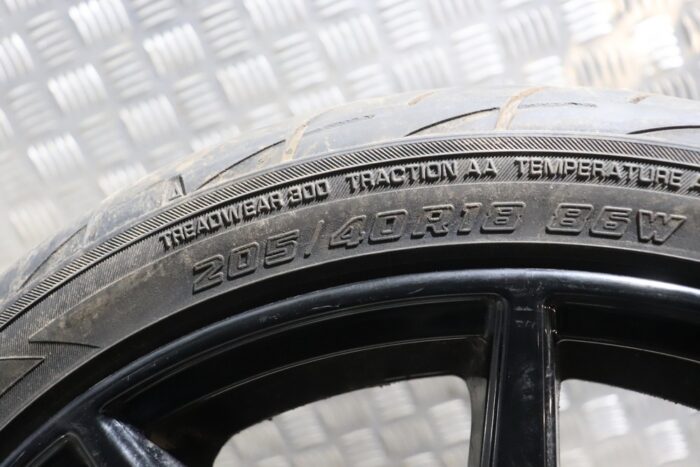 TREADWEAR 300 TRACTION AA TEMPERATURE
205/40R18 86W